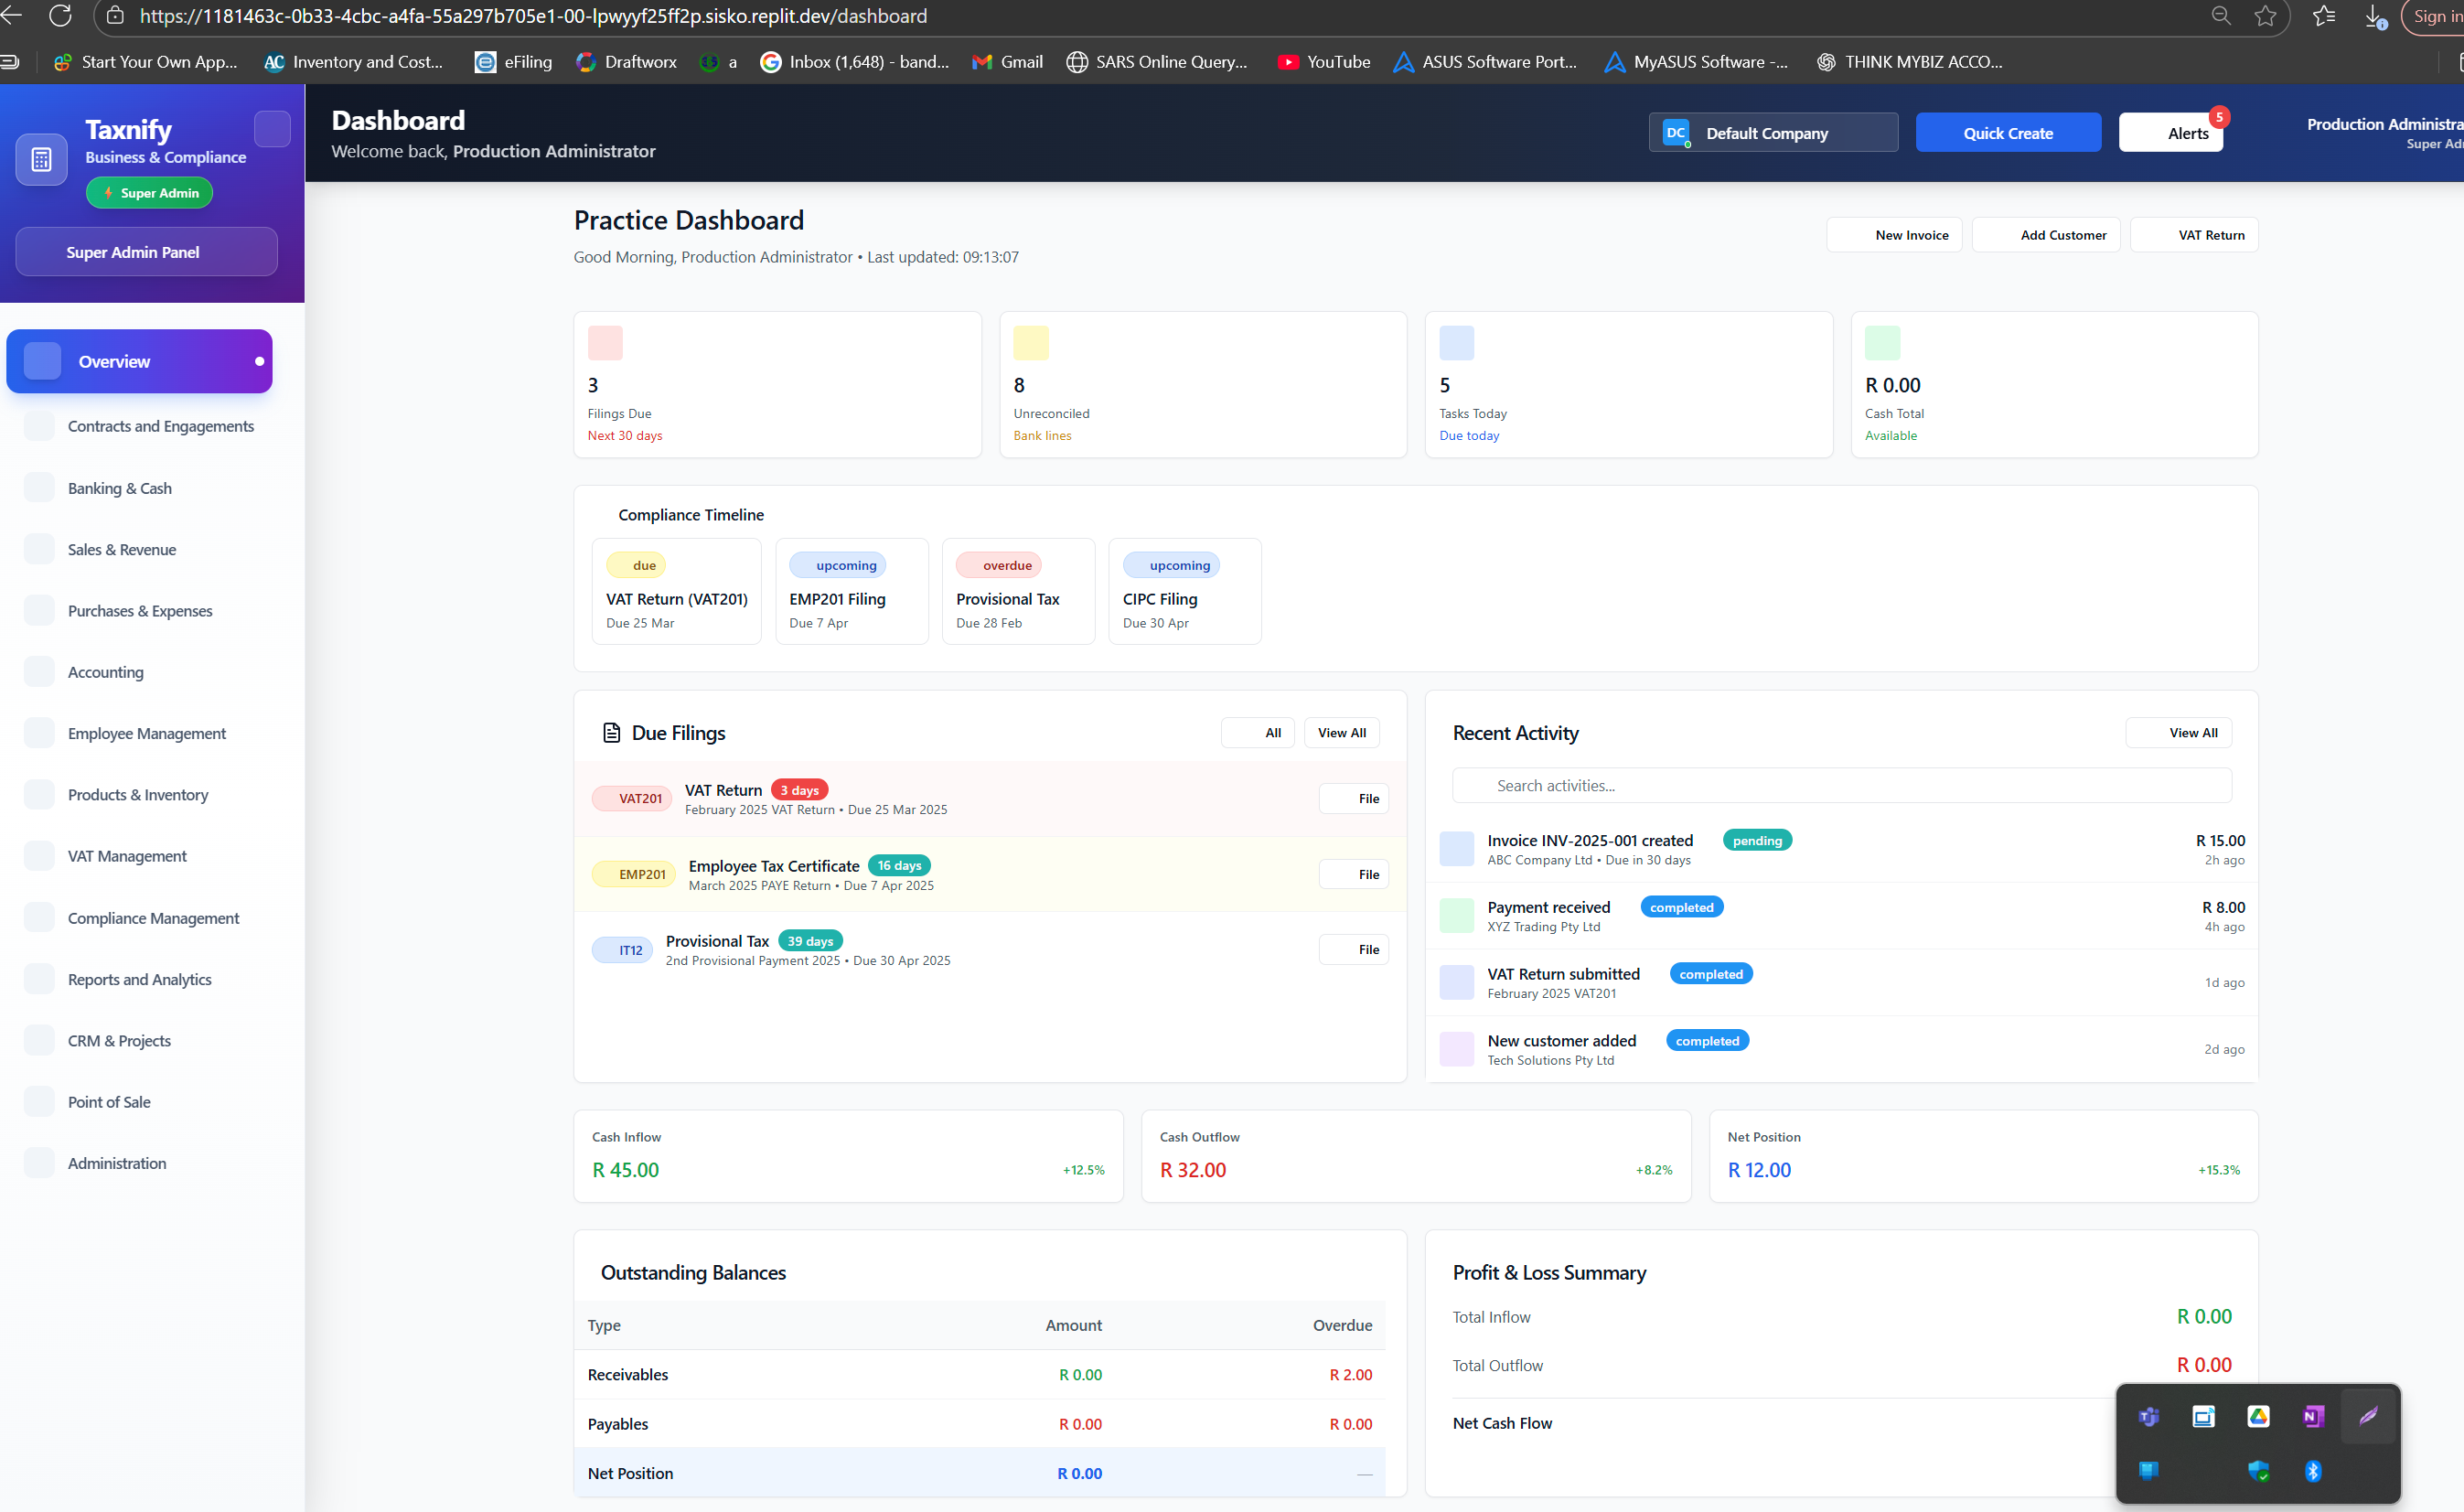 https://1181463c-0b33-4cbc-a4fa-55a297b705e1-00-lpwyyf25ff2p.sisko.replit.dev/dashboard
Sign in
Start Your Own App...
Inventory and Cost...
eFiling
Draftworx
a
Inbox (1,648) - band...
Gmail
SARS Online Query...
YouTube
ASUS Software Port...
MyASUS Software -...
THINK MYBIZ ACCO...
Taxnify
Business & Compliance
Super Admin
Super Admin Panel
Overview
Contracts and Engagements
Banking & Cash
Sales & Revenue
Purchases & Expenses
Accounting
Employee Management
Products & Inventory
VAT Management
Compliance Management
Reports and Analytics
CRM & Projects
Point of Sale
Administration
Dashboard
Welcome back, Production Administrator
DC Default Company
Quick Create
Alerts 5
Production Administra
Super Ad
Practice Dashboard
Good Morning, Production Administrator • Last updated: 09:13:07
New Invoice
Add Customer
VAT Return
3
Filings Due
Next 30 days
8
Unreconciled
Bank lines
5
Tasks Today
Due today
R 0.00
Cash Total
Available
Compliance Timeline
due
VAT Return (VAT201)
Due 25 Mar
upcoming
EMP201 Filing
Due 7 Apr
overdue
Provisional Tax
Due 28 Feb
upcoming
CIPC Filing
Due 30 Apr
Due Filings
All
View All
VAT201
VAT Return 3 days
February 2025 VAT Return • Due 25 Mar 2025
File
EMP201
Employee Tax Certificate 16 days
March 2025 PAYE Return • Due 7 Apr 2025
File
IT12
Provisional Tax 39 days
2nd Provisional Payment 2025 • Due 30 Apr 2025
File
Recent Activity
View All
Search activities...
Invoice INV-2025-001 created pending R 15.00
ABC Company Ltd • Due in 30 days 2h ago
Payment received completed R 8.00
XYZ Trading Pty Ltd 4h ago
VAT Return submitted completed
February 2025 VAT201 1d ago
New customer added completed
Tech Solutions Pty Ltd 2d ago
Cash Inflow
R 45.00 +12.5%
Cash Outflow
R 32.00 +8.2%
Net Position
R 12.00 +15.3%
Outstanding Balances
Type Amount Overdue
Receivables R 0.00 R 2.00
Payables R 0.00 R 0.00
Net Position R 0.00 —
Profit & Loss Summary
Total Inflow R 0.00
Total Outflow R 0.00
Net Cash Flow